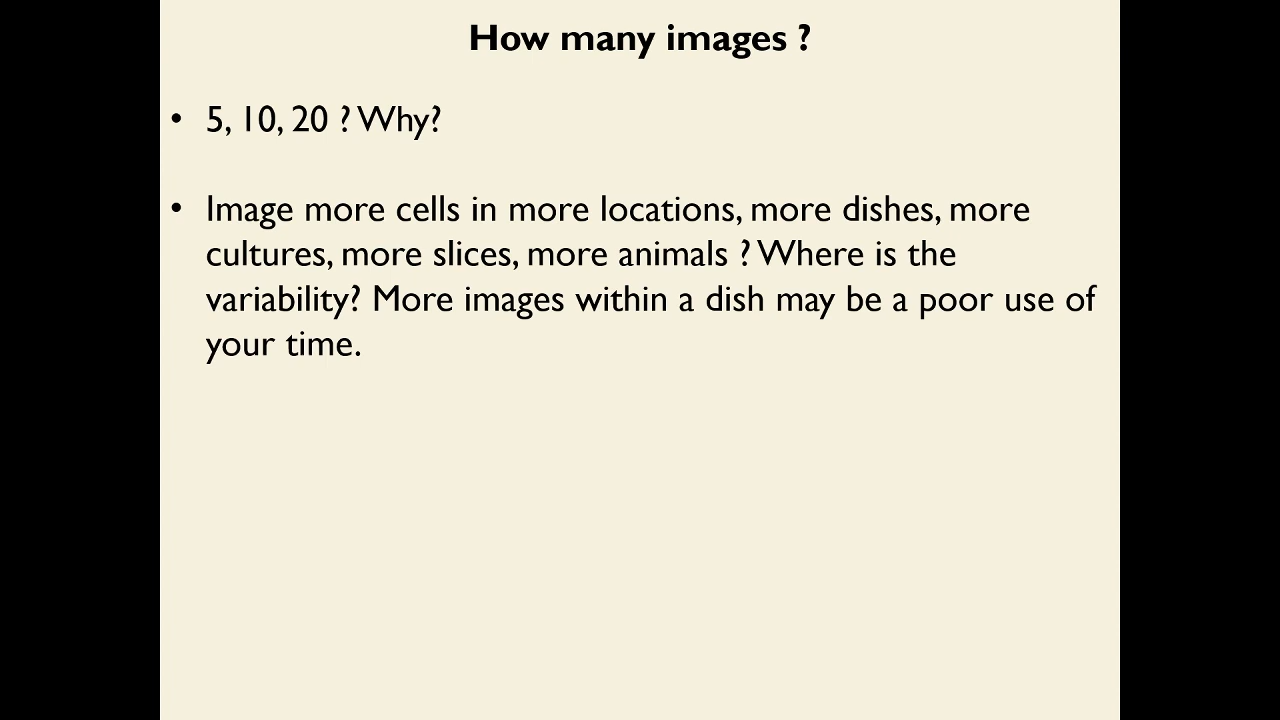 How many images ?
• 5, 10, 20 ? Why?
• Image more cells in more locations, more dishes, more
cultures, more slices, more animals ? Where is the
variability? More images within a dish may be a poor use of
your time.